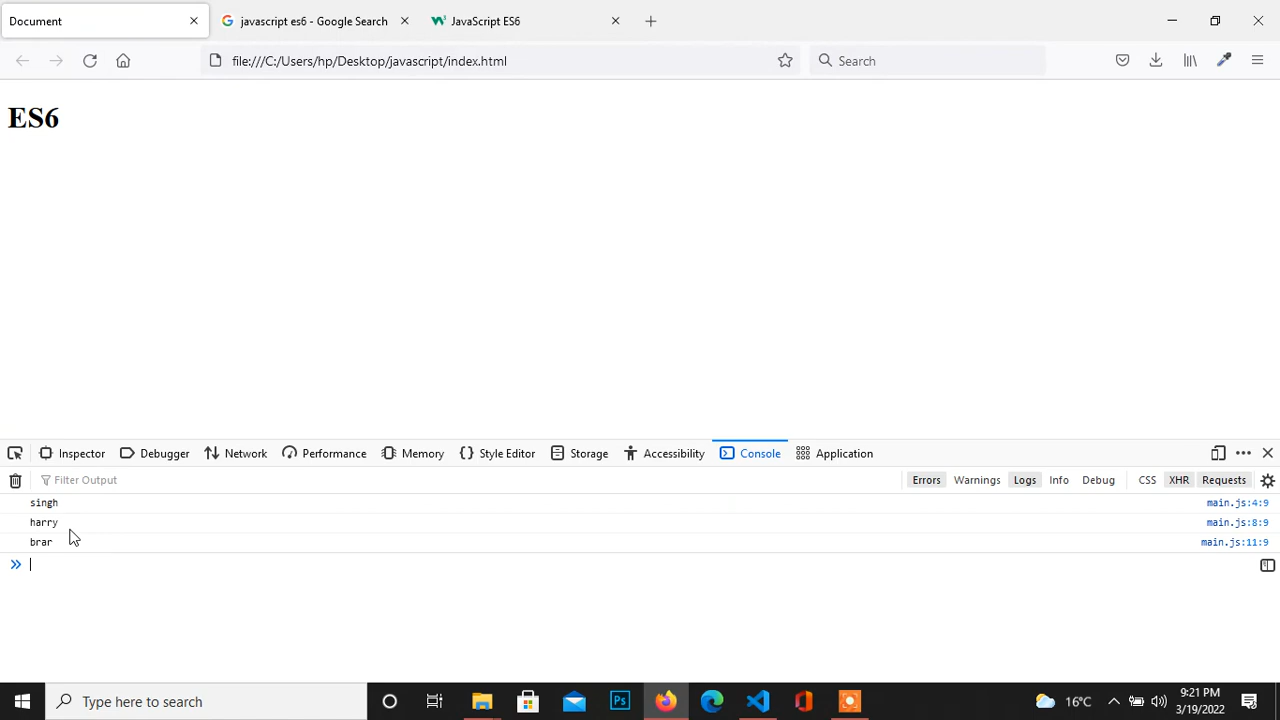 Document
javascript es6 - Google Search
JavaScript ES6
file:///C:/Users/hp/Desktop/javascript/index.html
Search
ES6
Inspector Debugger Network Performance Memory Style Editor Storage Accessibility Console Application
Filter Output
Errors Warnings Logs Info Debug CSS XHR Requests
singh main.js:4:9
harry main.js:8:9
brar main.js:11:9
Type here to search
Ps
16°C
9:21 PM
3/19/2022